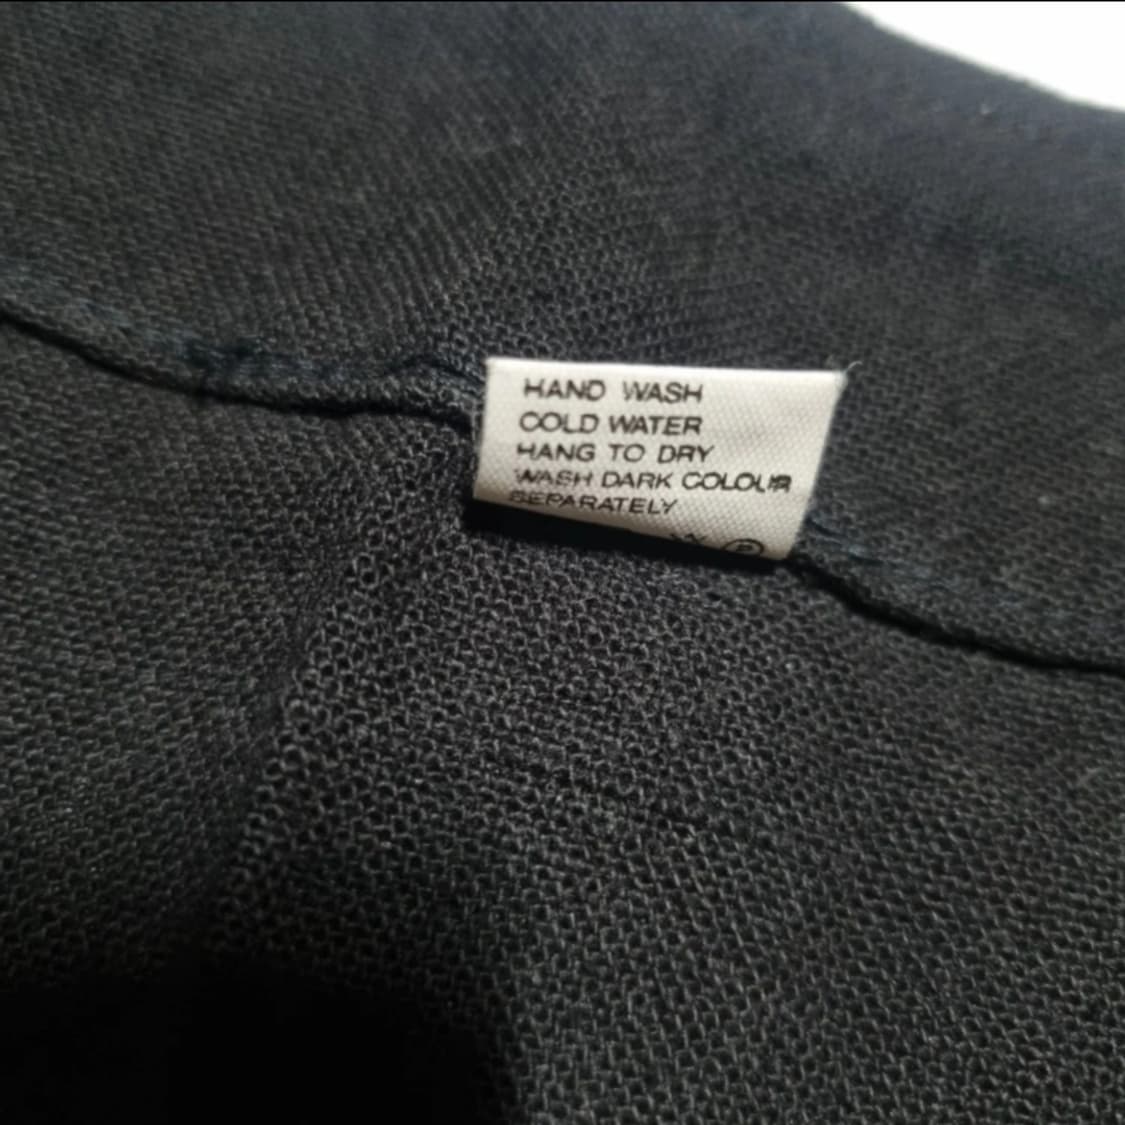 HAND WASH
COLD WATER
HANG TO DRY
WASH DARK COLOUR
SEPARATELY
P